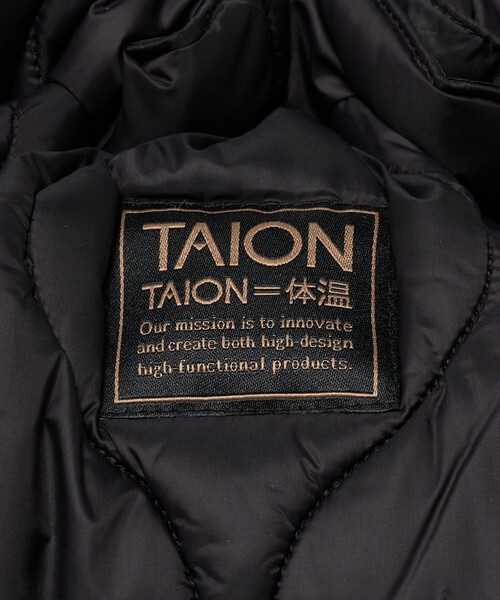 TAION
TAION=体温
Our mission is to innovate
and create both high-design
high-functional products.